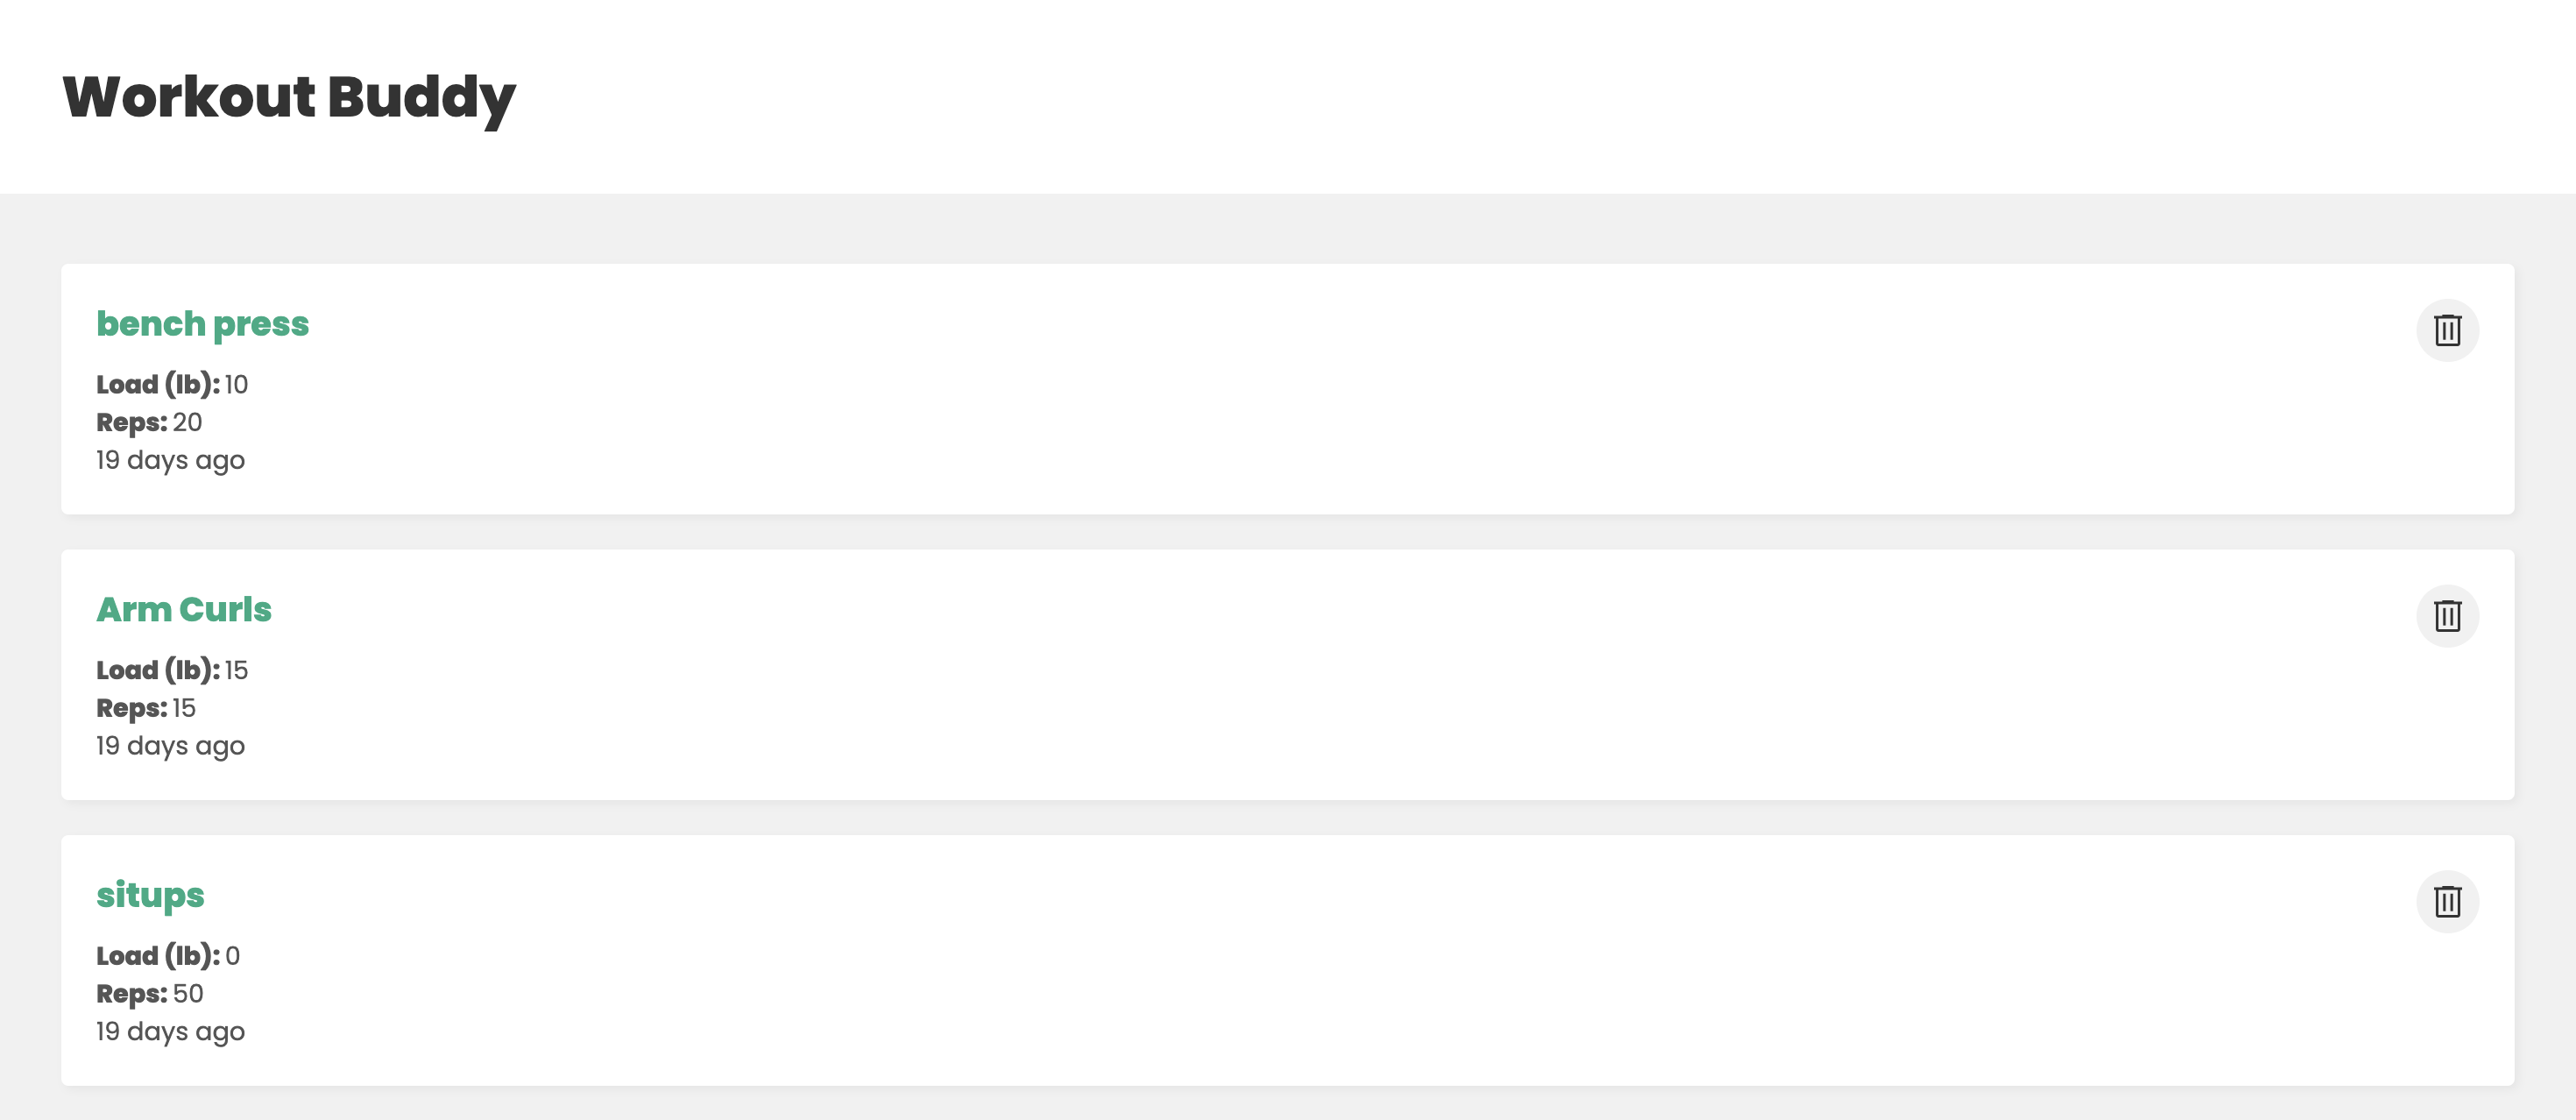 Workout Buddy
bench press
Load (lb): 10
Reps: 20
19 days ago
Arm Curls
Load (lb): 15
Reps: 15
19 days ago
situps
Load (lb): 0
Reps: 50
19 days ago